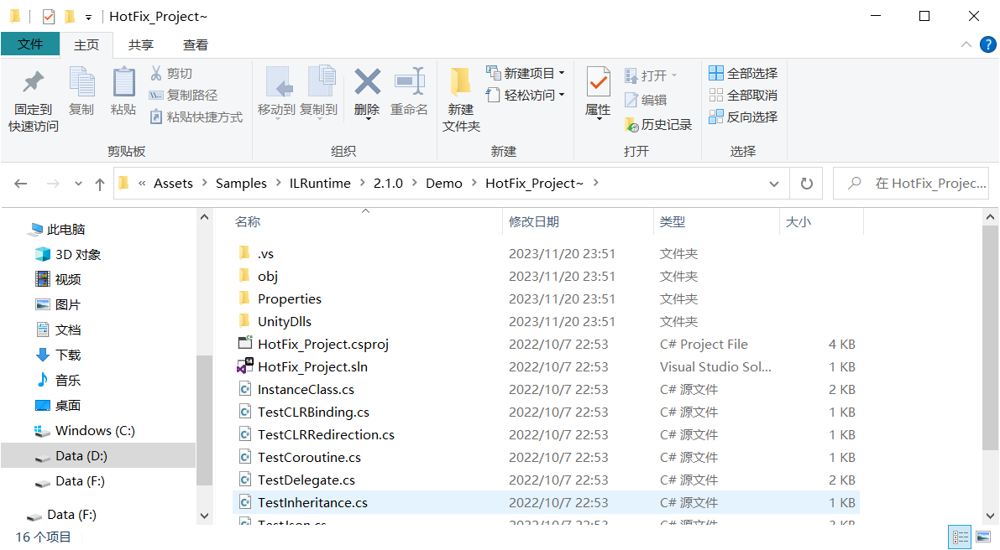 HotFix_Project~
文件 主页 共享 查看
固定到
快速访问
复制
粘贴
剪切
复制路径
粘贴快捷方式
剪贴板
移动到
复制到
删除
重命名
组织
新建
文件夹
新建项目
轻松访问
新建
属性
打开
编辑
历史记录
打开
全部选择
全部取消
反向选择
选择
« Assets > Samples > ILRuntime > 2.1.0 > Demo > HotFix_Project~ >
在 HotFix_Projec...
此电脑
3D 对象
视频
图片
文档
下载
音乐
桌面
Windows (C:)
Data (D:)
Data (F:)
Data (F:)
名称 修改日期 类型 大小
.vs 2023/11/20 23:51 文件夹
obj 2023/11/20 23:51 文件夹
Properties 2023/11/20 23:51 文件夹
UnityDlls 2023/11/20 23:51 文件夹
HotFix_Project.csproj 2022/10/7 22:53 C# Project File 4 KB
HotFix_Project.sln 2022/10/7 22:53 Visual Studio Sol... 1 KB
InstanceClass.cs 2022/10/7 22:53 C# 源文件 2 KB
TestCLRBinding.cs 2022/10/7 22:53 C# 源文件 1 KB
TestCLRRedirection.cs 2022/10/7 22:53 C# 源文件 1 KB
TestCoroutine.cs 2022/10/7 22:53 C# 源文件 1 KB
TestDelegate.cs 2022/10/7 22:53 C# 源文件 2 KB
TestInheritance.cs 2022/10/7 22:53 C# 源文件 1 KB
TestJson.cs 2022/10/7 22:53 C# 源文件
16 个项目